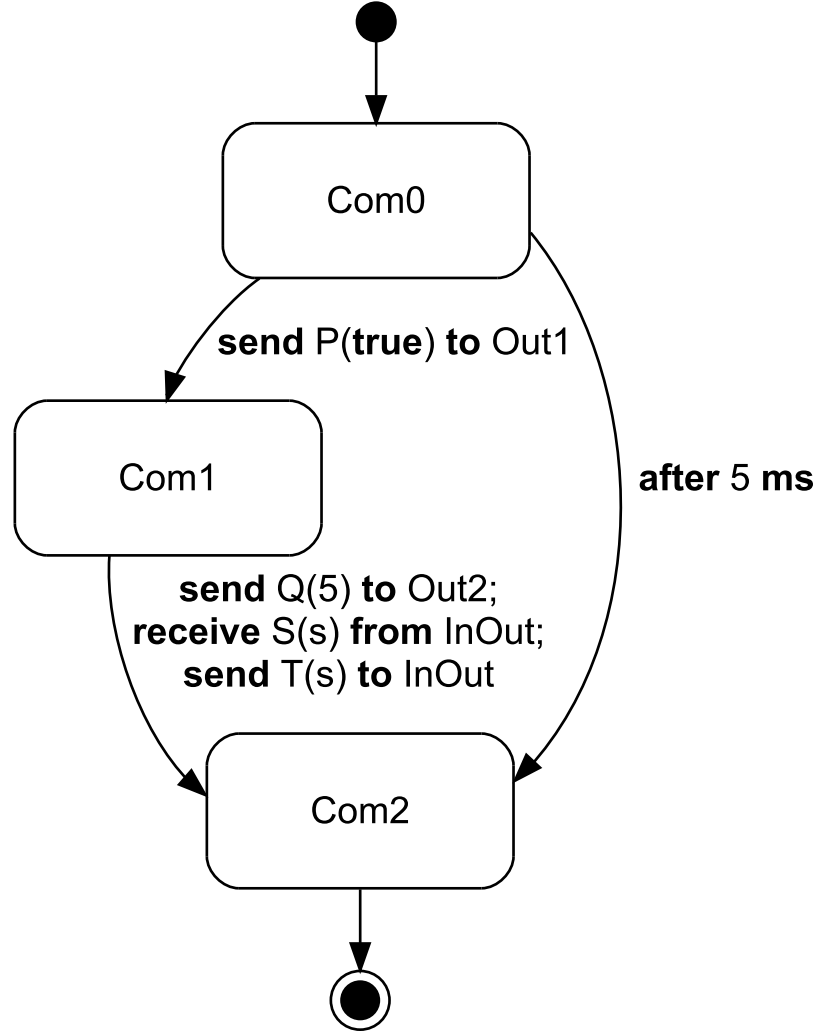 Com0
send P(true) to Out1
Com1
after 5 ms
send Q(5) to Out2;
receive S(s) from InOut;
send T(s) to InOut
Com2